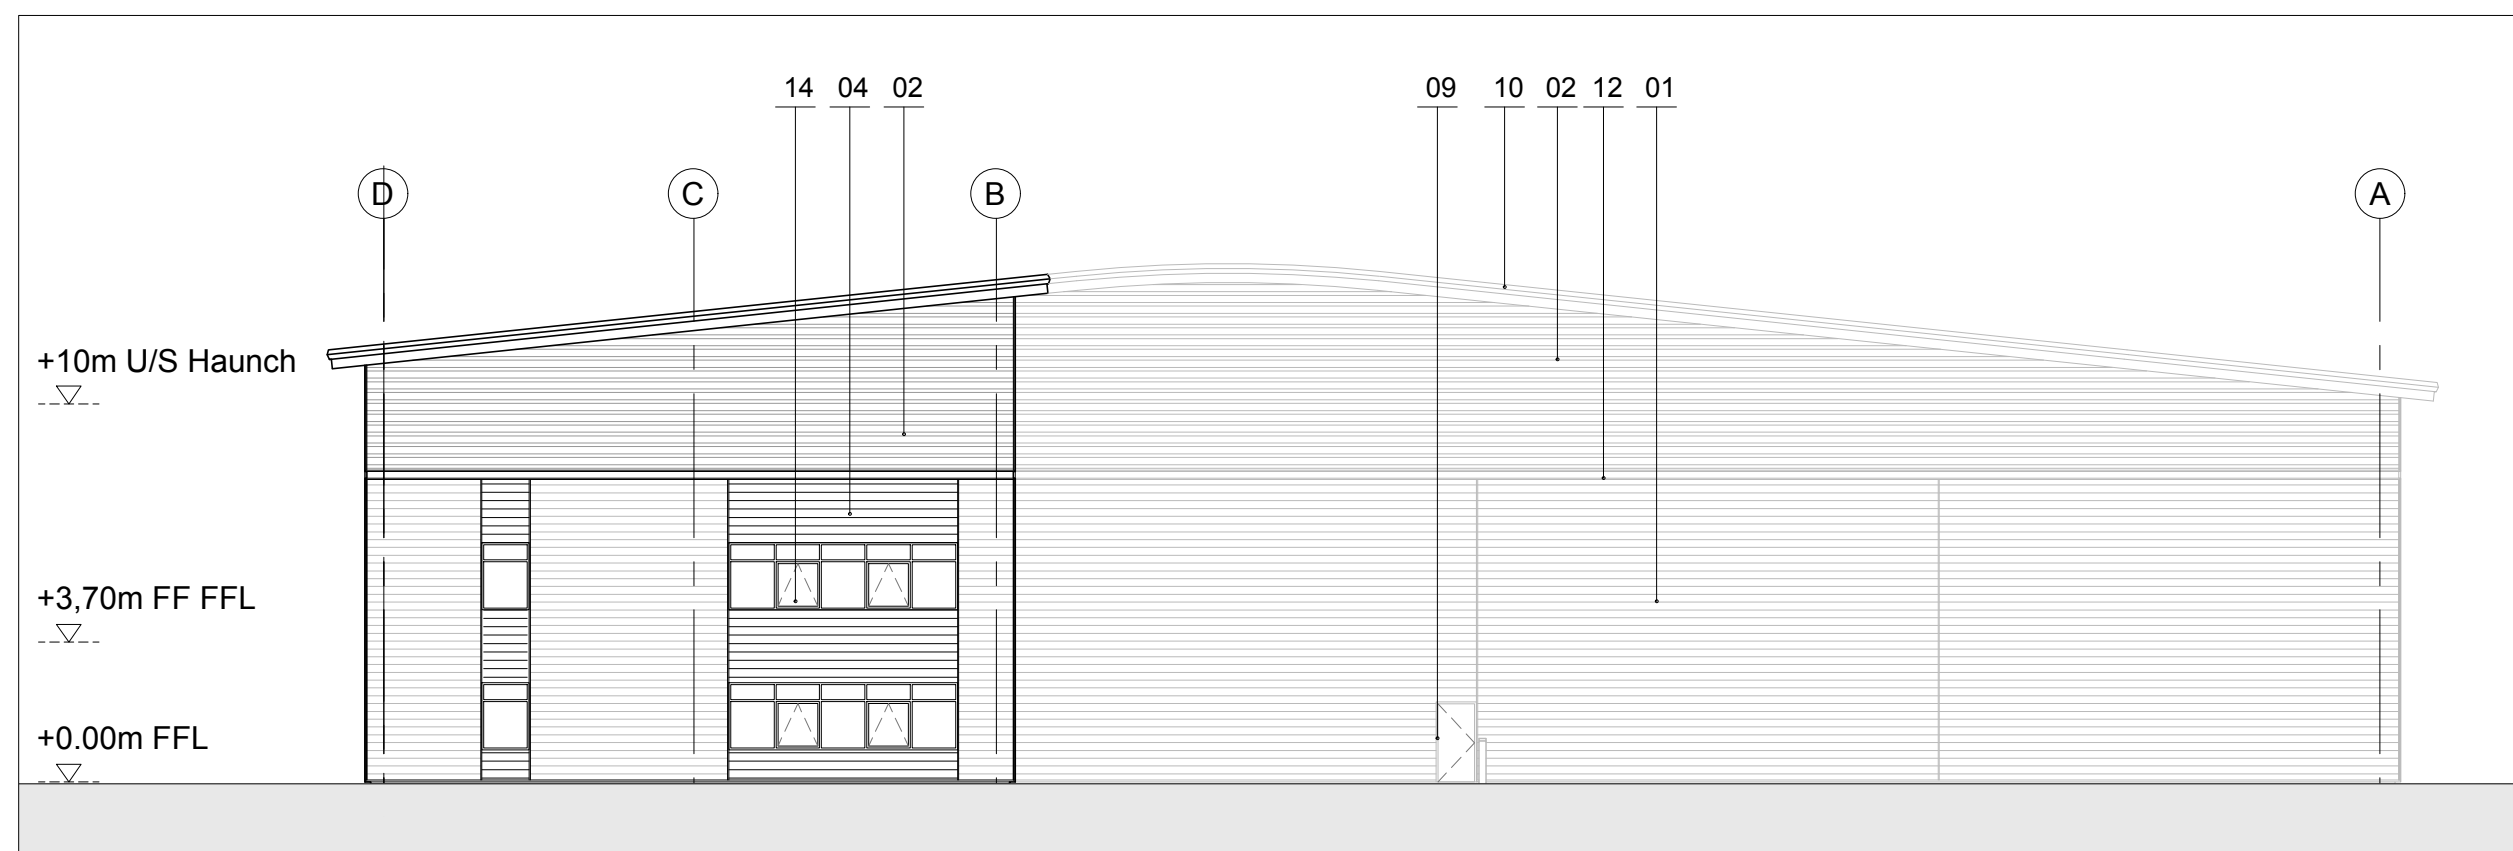 14 04 02 09 10 02 12 01
D C B A
+10m U/S Haunch
+3,70m FF FFL
+0.00m FFL